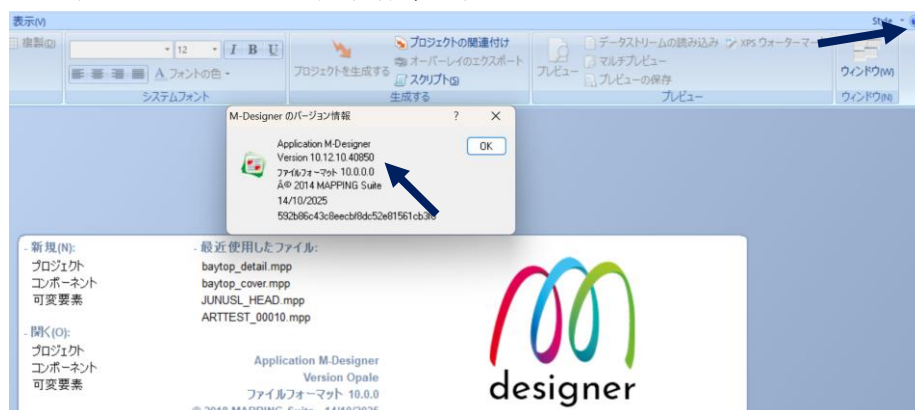 表示(V)
Style
複製(D)
12
I B U
A フォントの色
システムフォント
プロジェクトを生成する
プロジェクトの関連付け
オーバーレイのエクスポート
スクリプト(S)
生成する
プレビュー
データストリームの読み込み
XPS ウォーターマー
マルチプレビュー
プレビューの保存
プレビュー
ウィンドウ(W)
ウィンドウ(N)
M-Designer のバージョン情報
? ×
Application M-Designer
OK
Version 10.12.10.40850
ファイルフォーマット 10.0.0.0
Â© 2014 MAPPING Suite
14/10/2025
新規(N):
プロジェクト
コンポーネント
可変要素
最近使用したファイル:
baytop_detail.mpp
baytop_cover.mpp
JUNUSL_HEAD.mpp
ARTTEST_00010.mpp
開く(O):
プロジェクト
コンポーネント
可変要素
Application M-Designer
Version Opale
ファイルフォーマット 10.0.0
© 2018 MAPPING Suite - 14/10/2025
designer